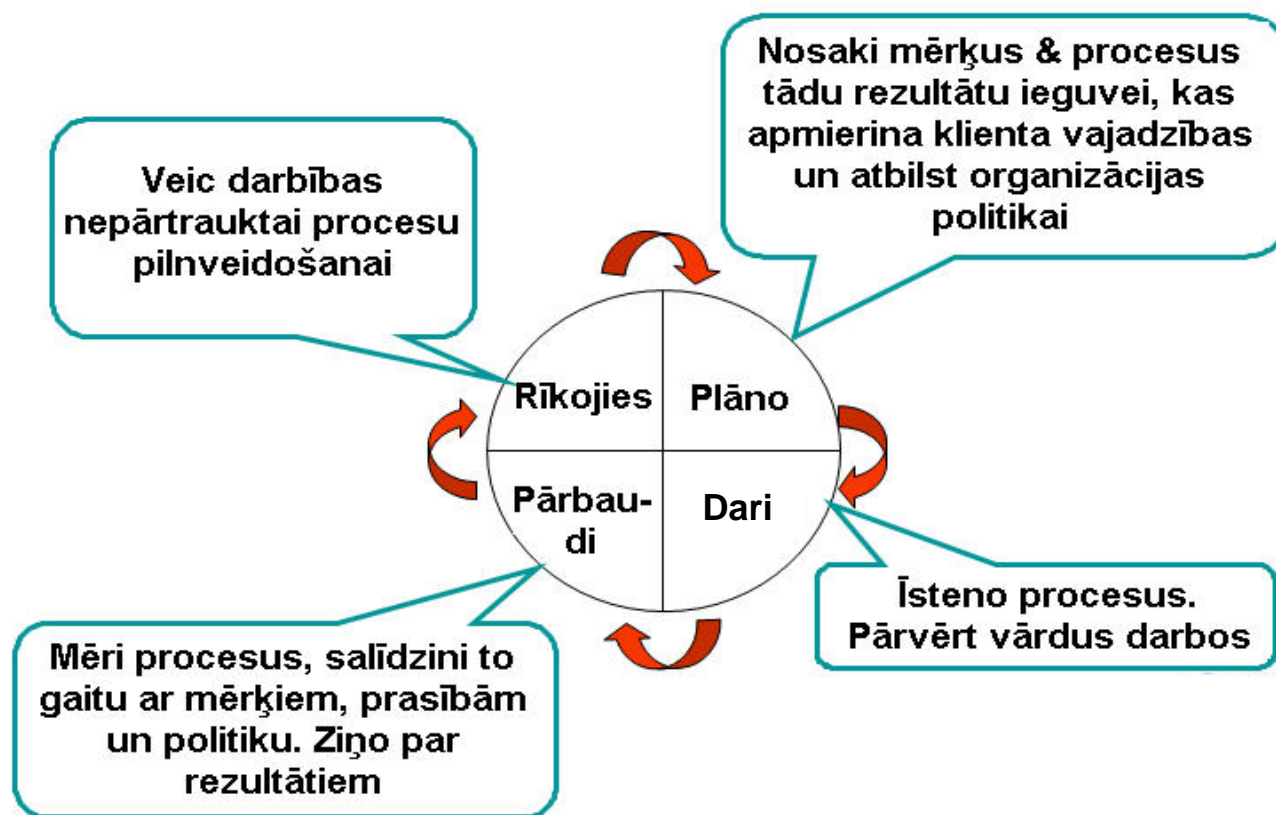 Nosaki mērķus & procesus
tādu rezultātu ieguvei, kas
apmierina klienta vajadzības
un atbilst organizācijas
politikai
Veic darbības
nepārtrauktai procesu
pilnveidošanai
Rīkojies
Plāno
Pārbau-
di
Dari
Īsteno procesus.
Pārvērt vārdus darbos
Mēri procesus, salīdzini to
gaitu ar mērķiem, prasībām
un politiku. Ziņo par
rezultātiem